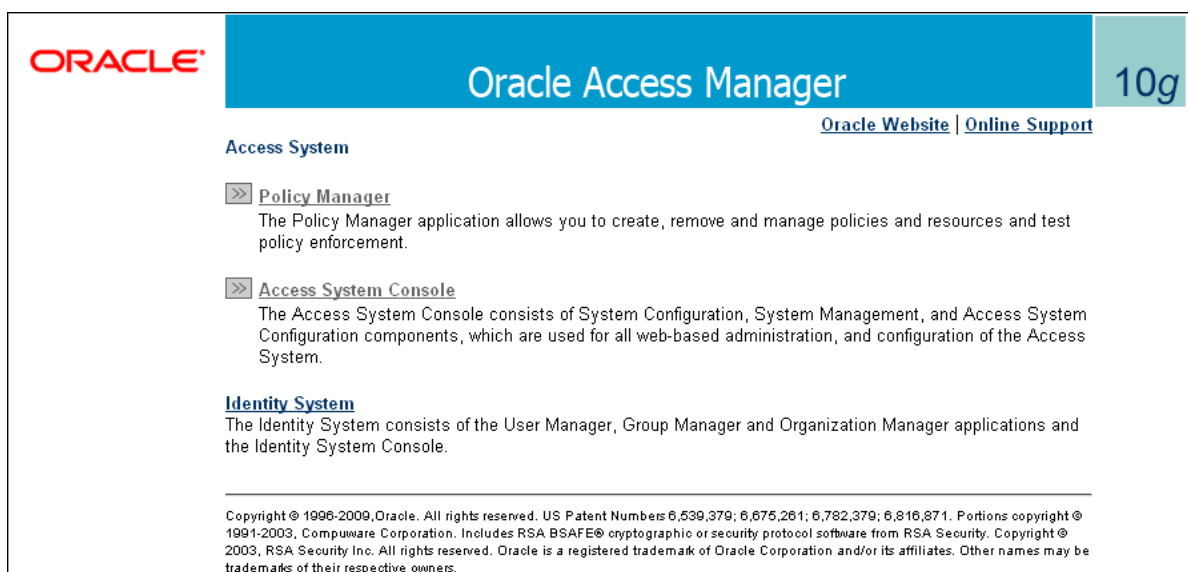 ORACLE
Oracle Access Manager
10g
Oracle Website | Online Support
Access System
Policy Manager
The Policy Manager application allows you to create, remove and manage policies and resources and test
policy enforcement.
Access System Console
The Access System Console consists of System Configuration, System Management, and Access System
Configuration components, which are used for all web-based administration, and configuration of the Access
System.
Identity System
The Identity System consists of the User Manager, Group Manager and Organization Manager applications and
the Identity System Console.
Copyright © 1996-2009,Oracle. All rights reserved. US Patent Numbers 6,539,379; 6,675,261; 6,782,379; 6,816,871. Portions copyright ©
1991-2003, Compuware Corporation. Includes RSA BSAFE® cryptographic or security protocol software from RSA Security. Copyright ©
2003, RSA Security Inc. All rights reserved. Oracle is a registered trademark of Oracle Corporation and/or its affiliates. Other names may be
trademarks of their respective owners.